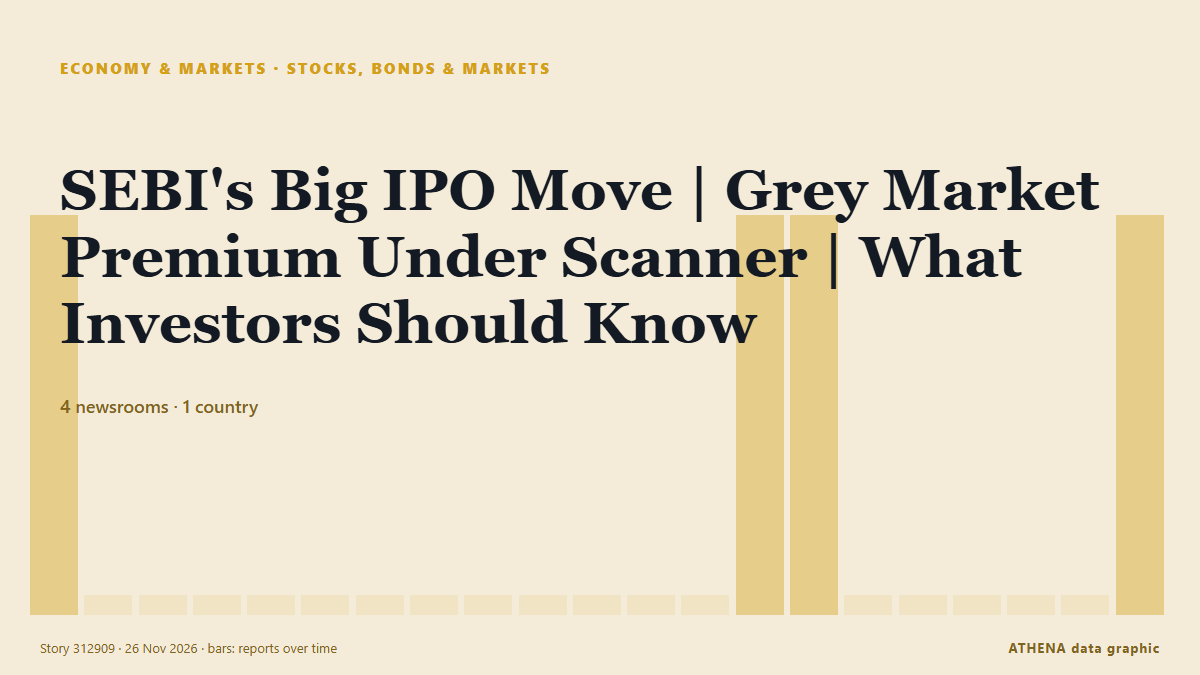 ECONOMY & MARKETS · STOCKS, BONDS & MARKETS
SEBI's Big IPO Move | Grey Market
Premium Under Scanner | What
Investors Should Know
4 newsrooms · 1 country
Story 312909 · 26 Nov 2026 · bars: reports over time
ATHENA data graphic